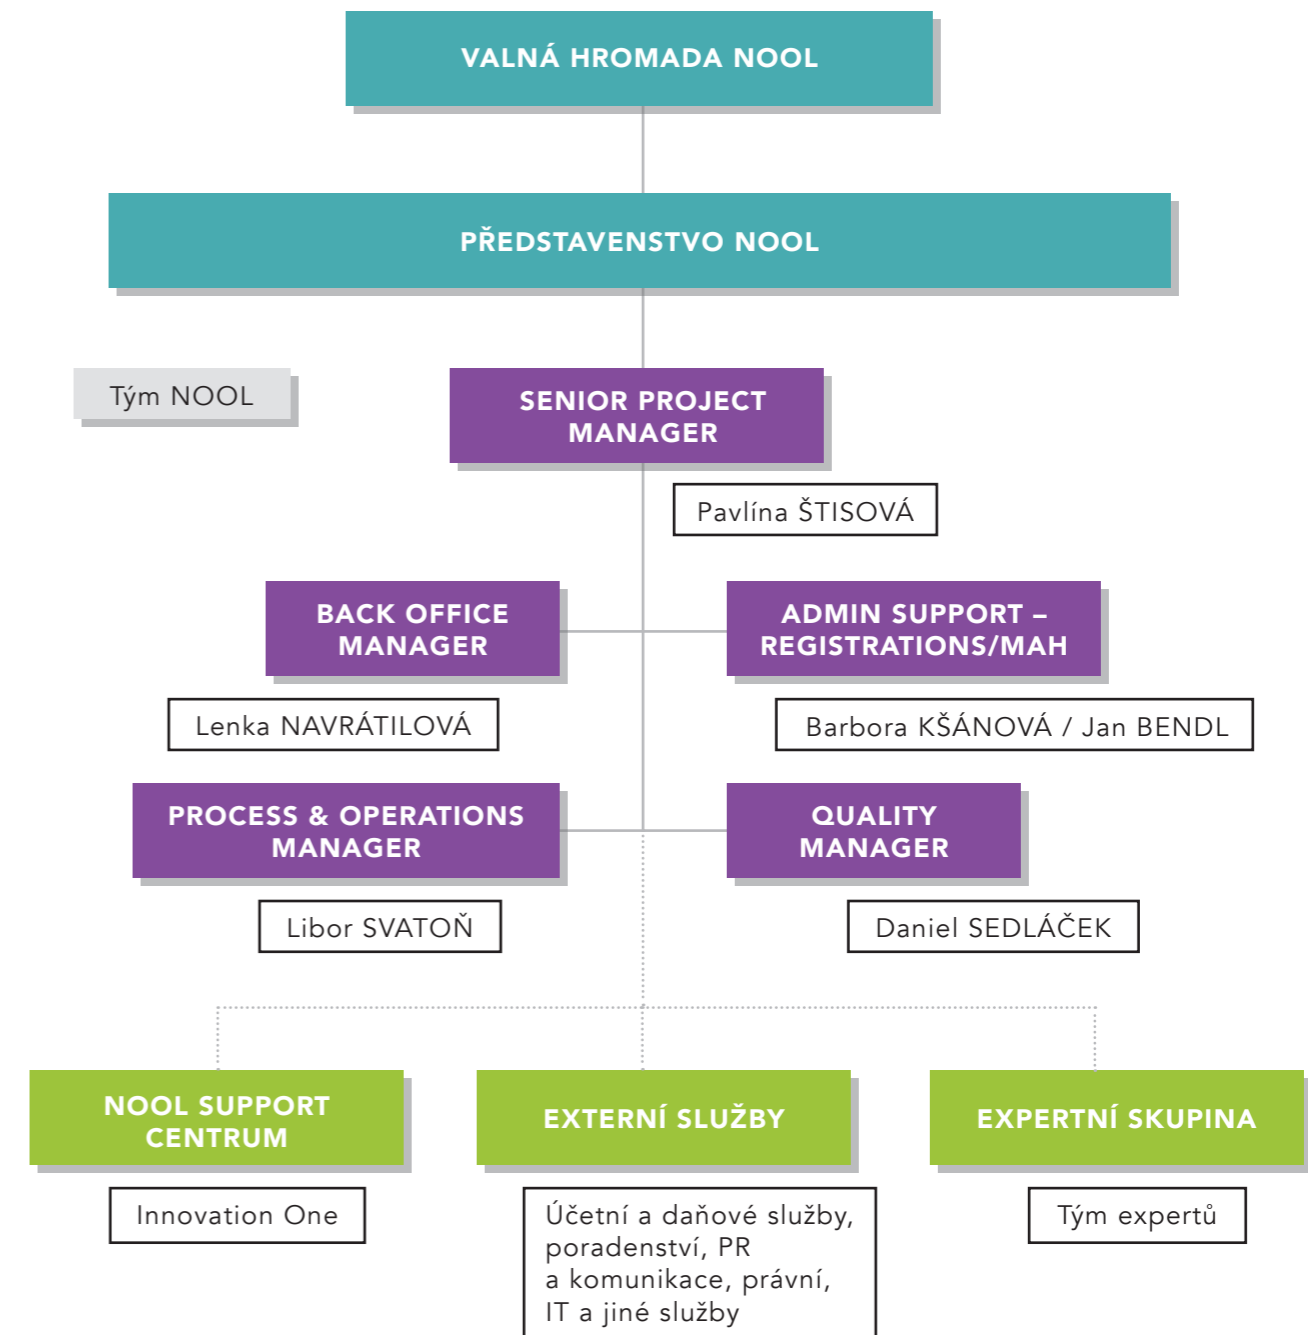 VALNÁ HROMADA NOOL
PŘEDSTAVENSTVO NOOL
Tým NOOL
SENIOR PROJECT
MANAGER
Pavlína ŠTISOVÁ
BACK OFFICE
MANAGER
ADMIN SUPPORT –
REGISTRATIONS/MAH
Lenka NAVRÁTILOVÁ
Barbora KŠÁNOVÁ / Jan BENDL
PROCESS & OPERATIONS
MANAGER
QUALITY
MANAGER
Libor SVATOŇ
Daniel SEDLÁČEK
NOOL SUPPORT
CENTRUM
EXTERNÍ SLUŽBY
EXPERTNÍ SKUPINA
Innovation One
Účetní a daňové služby,
poradenství, PR
a komunikace, právní,
IT a jiné služby
Tým expertů